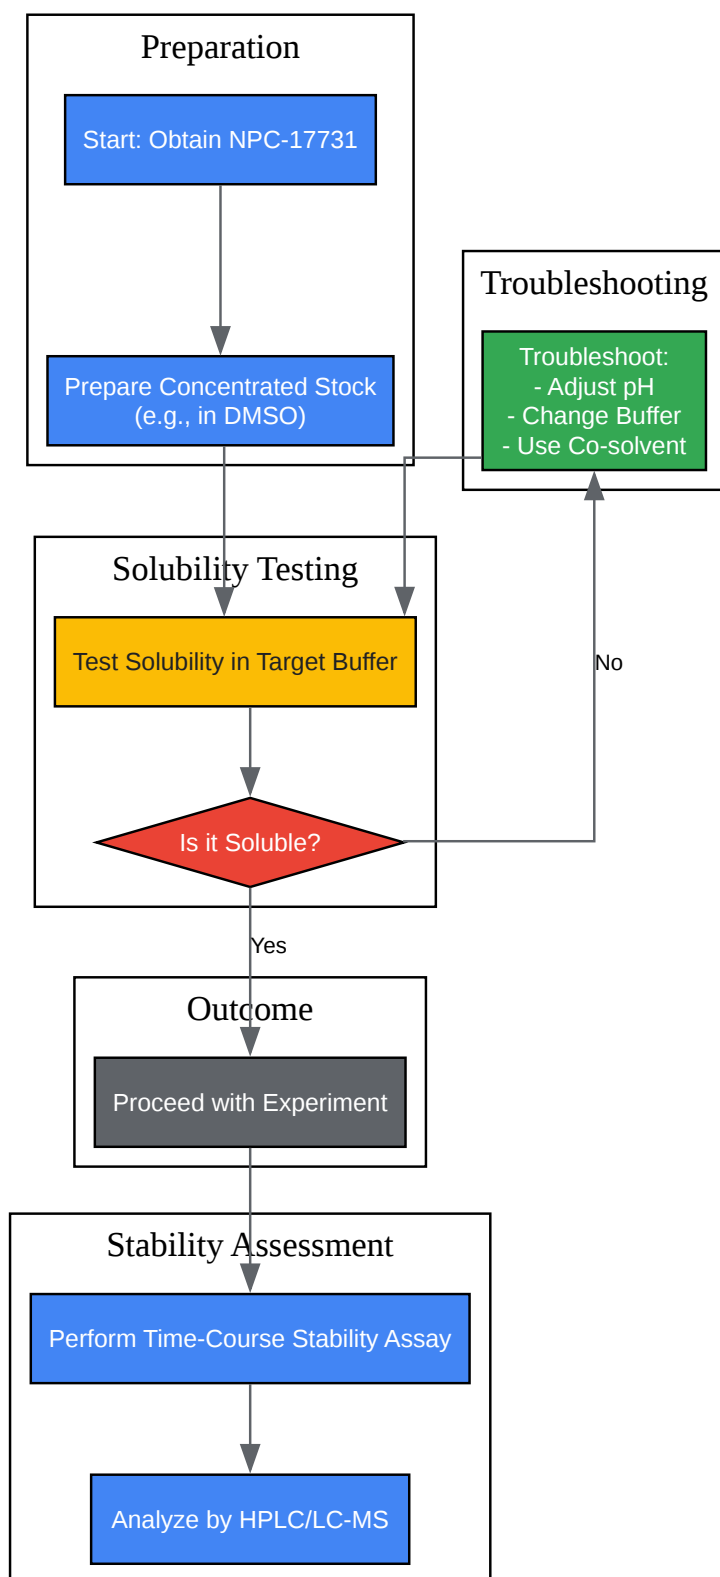 Preparation
Start: Obtain NPC-17731
Prepare Concentrated Stock
(e.g., in DMSO)
Troubleshooting
Troubleshoot:
- Adjust pH
- Change Buffer
- Use Co-solvent
Solubility Testing
Test Solubility in Target Buffer
No
Is it Soluble?
Yes
Outcome
Proceed with Experiment
Stability Assessment
Perform Time-Course Stability Assay
Analyze by HPLC/LC-MS